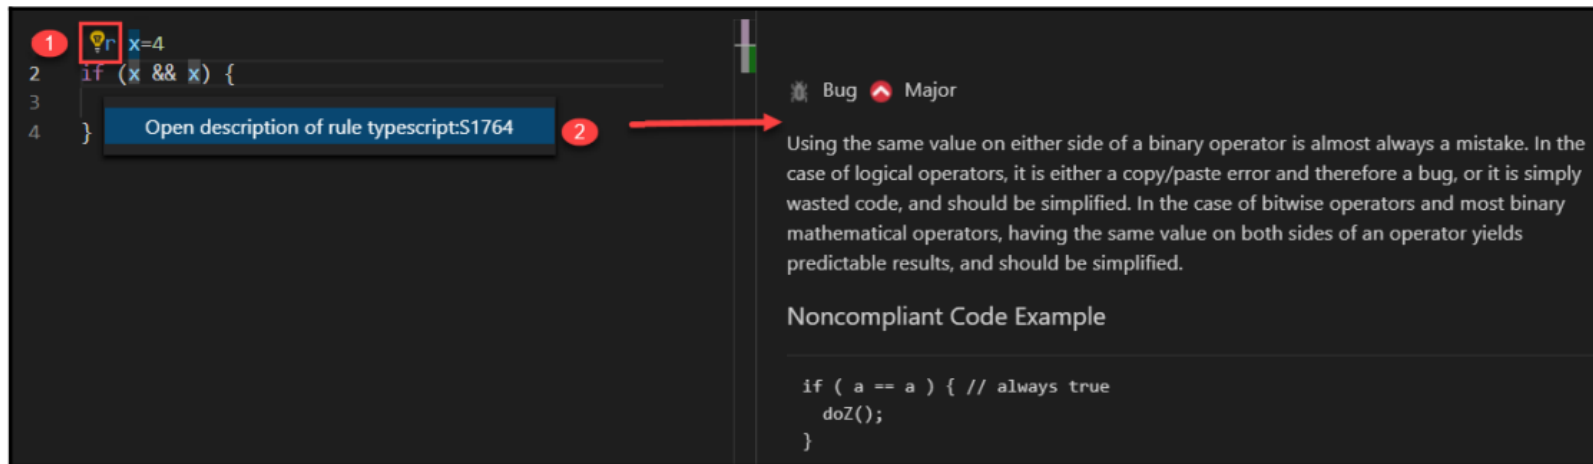 1 r x=4
2 if (x && x) {
3
4 }
Open description of rule typescript:S1764 2
Bug Major
Using the same value on either side of a binary operator is almost always a mistake. In the
case of logical operators, it is either a copy/paste error and therefore a bug, or it is simply
wasted code, and should be simplified. In the case of bitwise operators and most binary
mathematical operators, having the same value on both sides of an operator yields
predictable results, and should be simplified.
Noncompliant Code Example
if ( a == a ) { // always true
doZ();
}